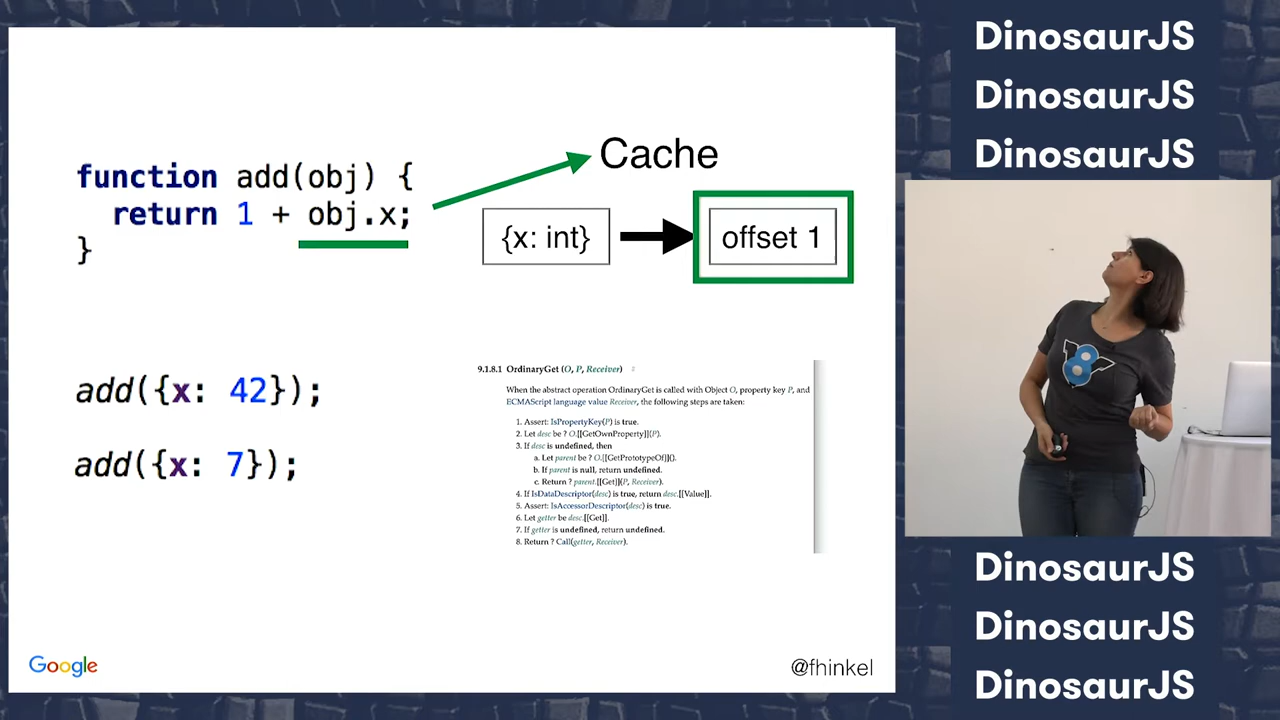 function add(obj) {
return 1 + obj.x;
}
Cache
{x: int}
offset 1
add({x: 42});
add({x: 7});
9.1.8.1 OrdinaryGet (O, P, Receiver)
When the abstract operation OrdinaryGet is called with Object O, property key P, and
ECMAScript language value Receiver, the following steps are taken:
1. Assert: IsPropertyKey(P) is true.
2. Let desc be ? O.[[GetOwnProperty]](P).
3. If desc is undefined, then
a. Let parent be ? O.[[GetPrototypeOf]]().
b. If parent is null, return undefined.
c. Return ? parent.[[Get]](P, Receiver).
4. If IsDataDescriptor(desc) is true, return desc.[[Value]].
5. Assert: IsAccessorDescriptor(desc) is true.
6. Let getter be desc.[[Get]].
7. If getter is undefined, return undefined.
8. Return ? Call(getter, Receiver).
Google
@fhinkel
DinosaurJS
DinosaurJS
DinosaurJS
8
DinosaurJS
DinosaurJS
DinosaurJS